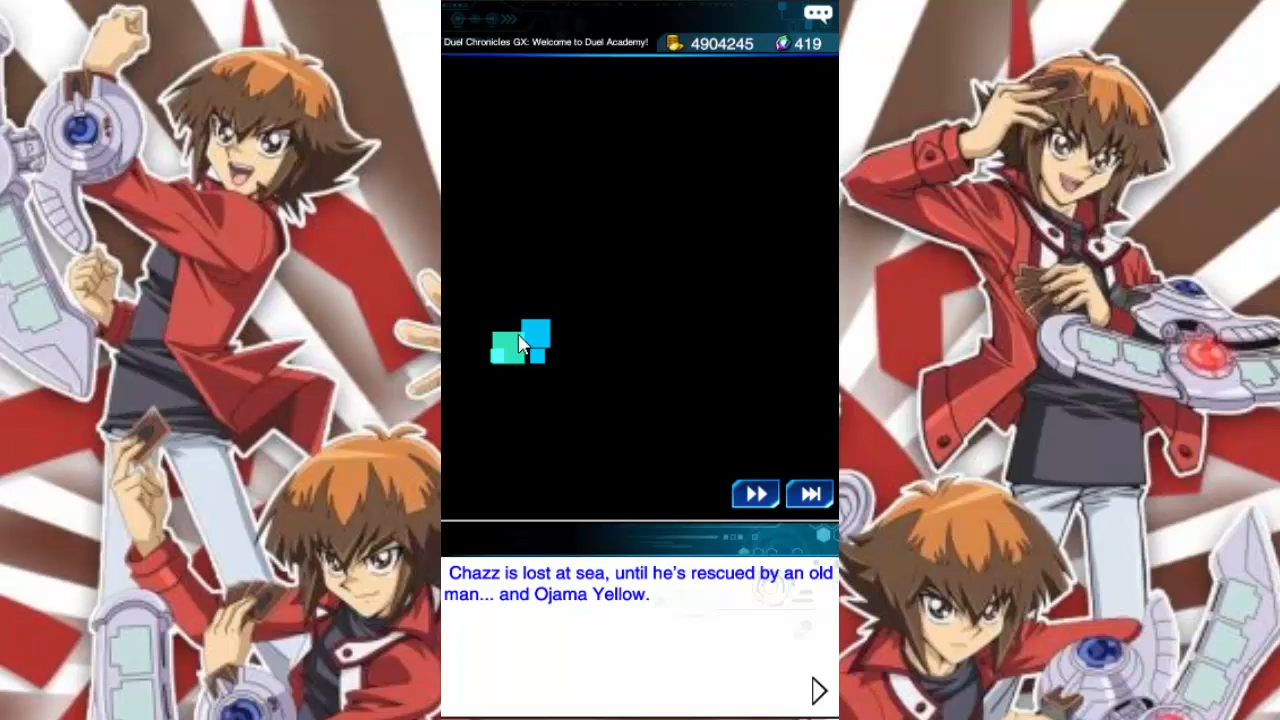 Duel Chronicles GX: Welcome to Duel Academy!
4904245
419
Chazz is lost at sea, until he's rescued by an old
man... and Ojama Yellow.